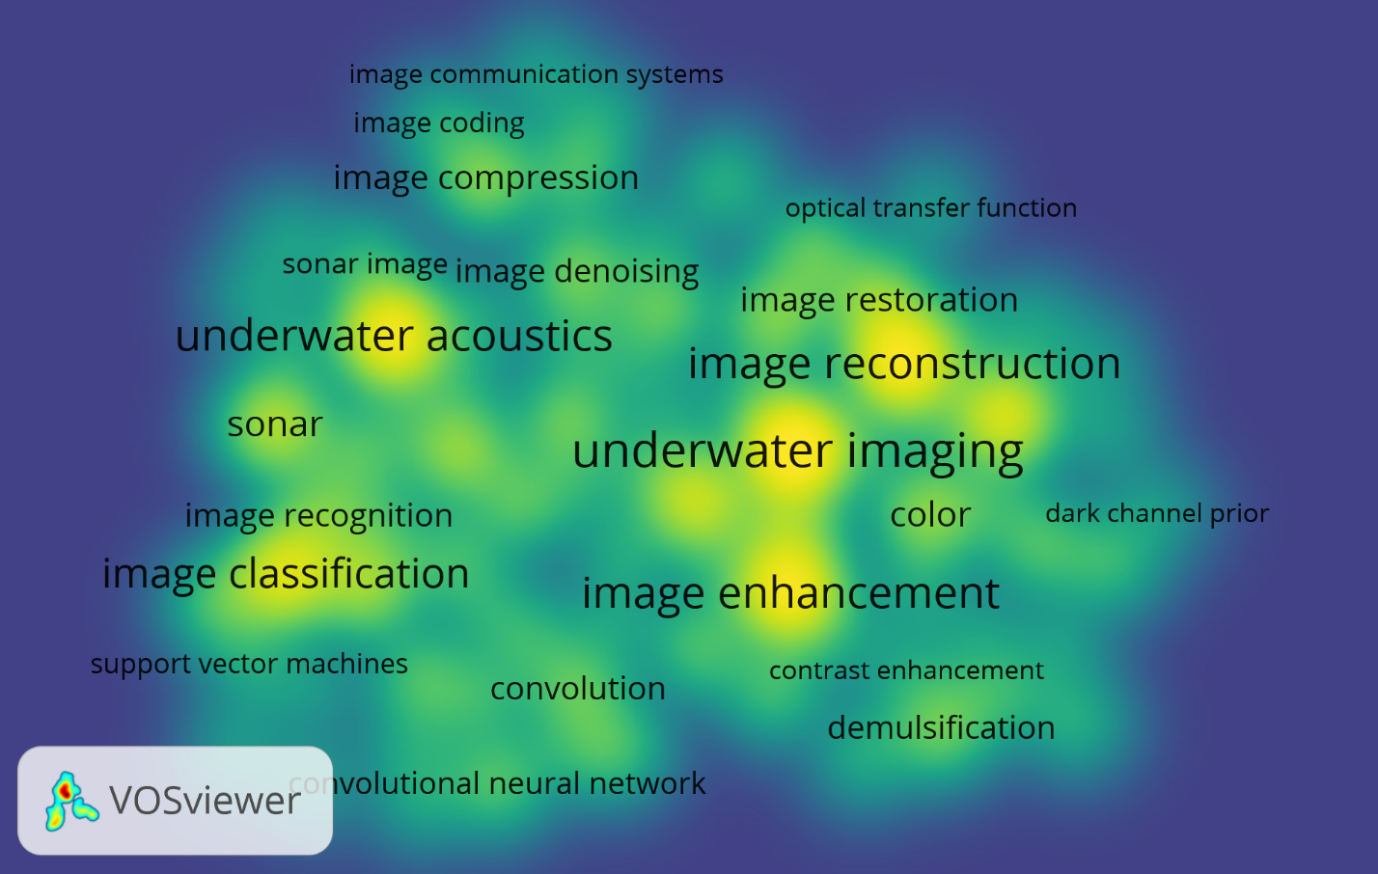 image communication systems
image coding
image compression
optical transfer function
sonar image
image denoising
image restoration
underwater acoustics
image reconstruction
sonar
underwater imaging
image recognition
color
dark channel prior
image classification
image enhancement
support vector machines
contrast enhancement
convolution
demulsification
convolutional neural network
VOSviewer